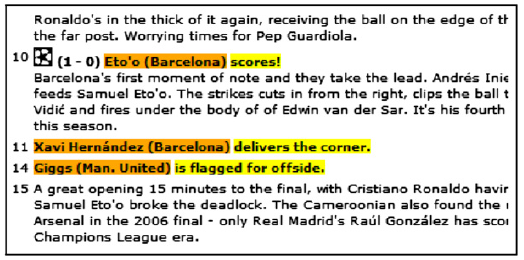 Ronaldo's in the thick of it again, receiving the ball on the edge of
the far post. Worrying times for Pep Guardiola.
10 (1 - 0) Eto'o (Barcelona) scores!
Barcelona's first moment of note and they take the lead. Andrés
feeds Samuel Eto'o. The strikes cuts in from the right, clips the ball
Vidić and fires under the body of of Edwin van der Sar. It's his fourth
this season.
11 Xavi Hernández (Barcelona) delivers the corner.
14 Giggs (Man. United) is flagged for offside.
15 A great opening 15 minutes to the final, with Cristiano Ronaldo
Samuel Eto'o broke the deadlock. The Cameroonian also found the
Arsenal in the 2006 final - only Real Madrid's Raúl González has
Champions League era.